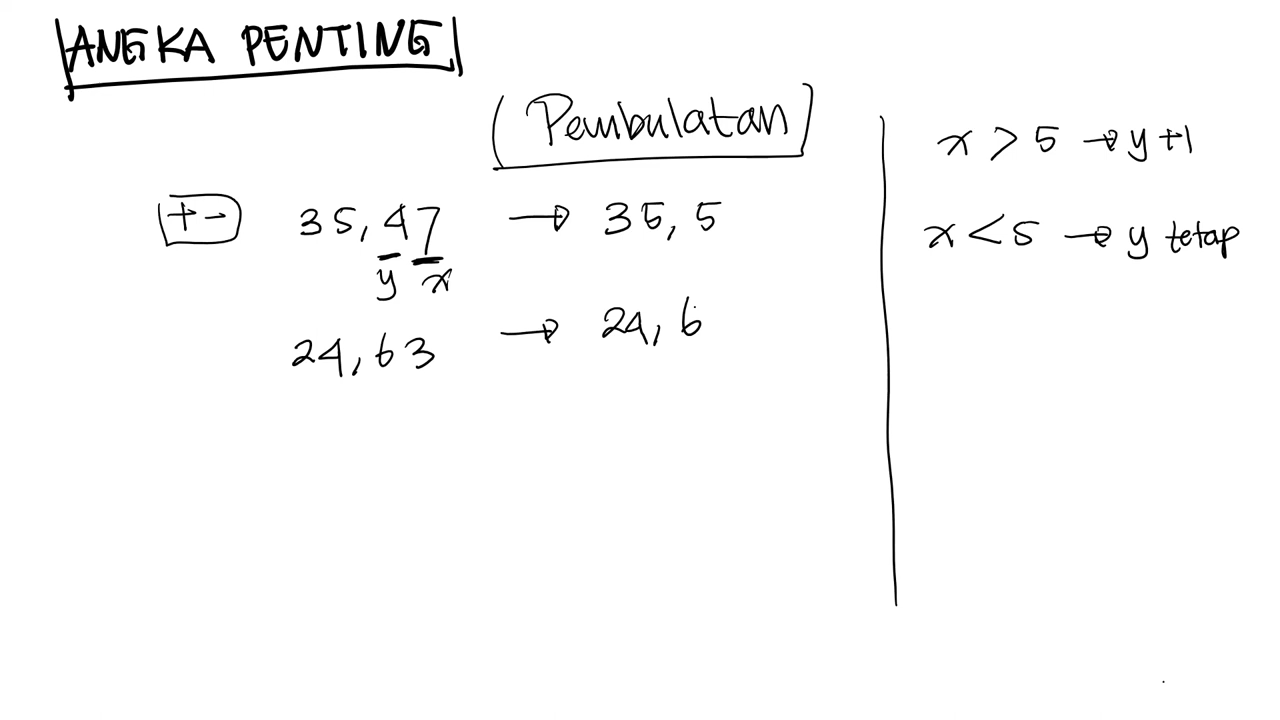 ANGKA PENTING
(Pembulatan)
+ - 35,47 → 35,5
y x
24,63 → 24,6
x > 5 → y +1
x < 5 → y tetap